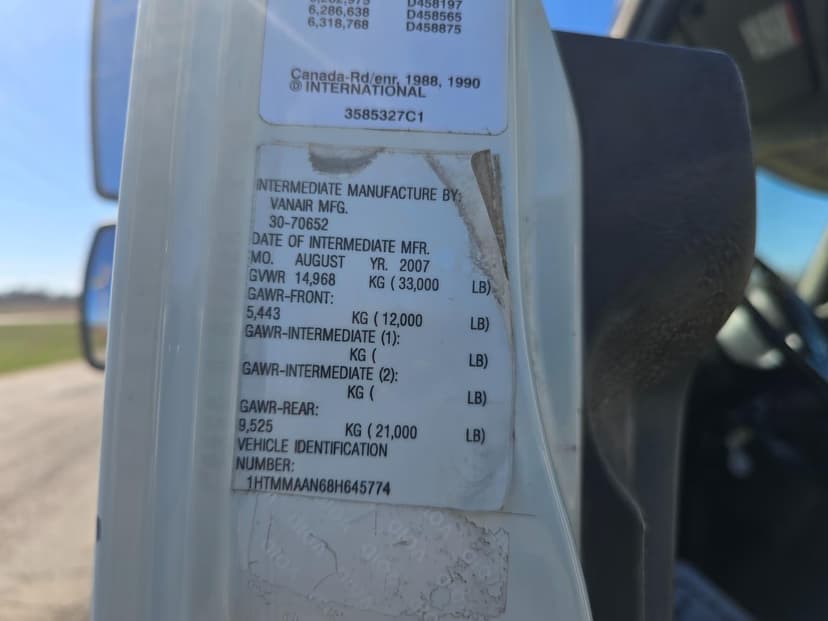 6,286,638 D458565
6,318,768 D458875
Canada-Rd/enr, 1988, 1990
© INTERNATIONAL
3585327C1
INTERMEDIATE MANUFACTURE BY:
VANAIR MFG.
30-70652
DATE OF INTERMEDIATE MFR.
MO. AUGUST YR. 2007
GVWR 14,968 KG ( 33,000 LB)
GAWR-FRONT:
5,443 KG ( 12,000 LB)
GAWR-INTERMEDIATE (1):
KG ( LB)
GAWR-INTERMEDIATE (2):
KG ( LB)
GAWR-REAR:
9,525 KG ( 21,000 LB)
VEHICLE IDENTIFICATION
NUMBER:
1HTMMAAN68H645774